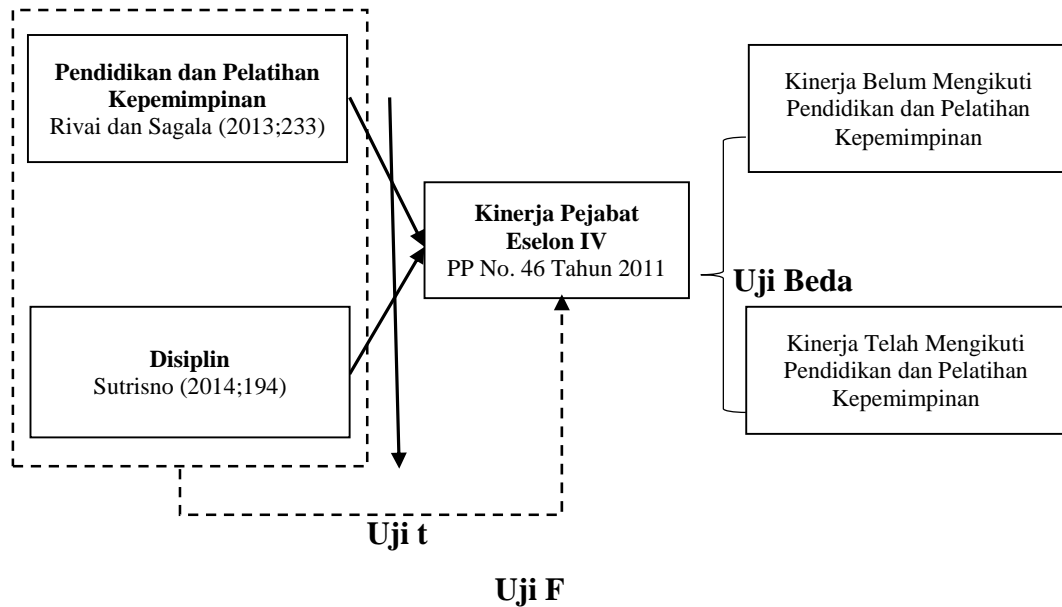 Pendidikan dan Pelatihan
Kepemimpinan
Rivai dan Sagala (2013;233)
Disiplin
Sutrisno (2014;194)
Kinerja Pejabat
Eselon IV
PP No. 46 Tahun 2011
Kinerja Belum Mengikuti
Pendidikan dan Pelatihan
Kepemimpinan
Uji Beda
Kinerja Telah Mengikuti
Pendidikan dan Pelatihan
Kepemimpinan
Uji t
Uji F